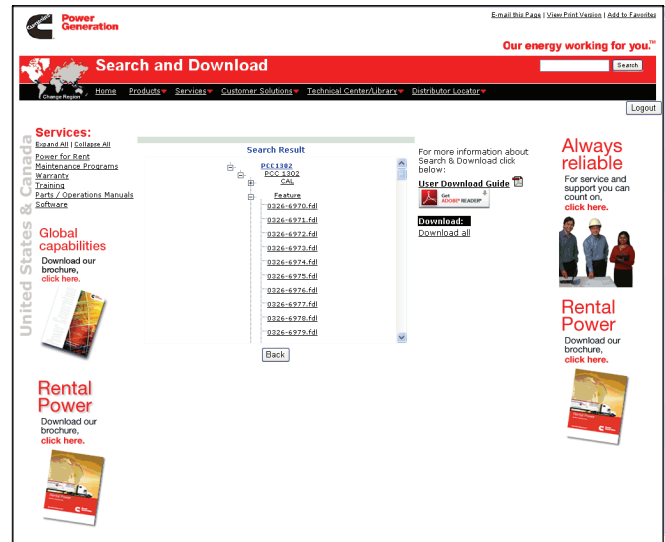 Power
Generation
E-mail this Page | View Print Version | Add to Favorites
Our energy working for you.™
Search and Download
Search
Change Region
Home Products Services Customer Solutions Technical Center/Library Distributor Locator
Logout
United States & Canada
Services:
Expand All | Collapse All
Power for Rent
Maintenance Programs
Warranty
Training
Parts / Operations Manuals
Software
Global
capabilities
Download our
brochure,
click here.
Rental
Power
Download our
brochure,
click here.
Search Result
PCC1302
PCC 1302
CAL
Feature
0326-6970.fdl
0326-6971.fdl
0326-6972.fdl
0326-6973.fdl
0326-6974.fdl
0326-6975.fdl
0326-6976.fdl
0326-6977.fdl
0326-6978.fdl
0326-6979.fdl
Back
For more information about
Search & Download click
below:
User Download Guide
Get
ADOBE® READER®
Download:
Download all
Always
reliable
For service and
support you can
count on,
click here.
Rental
Power
Download our
brochure,
click here.